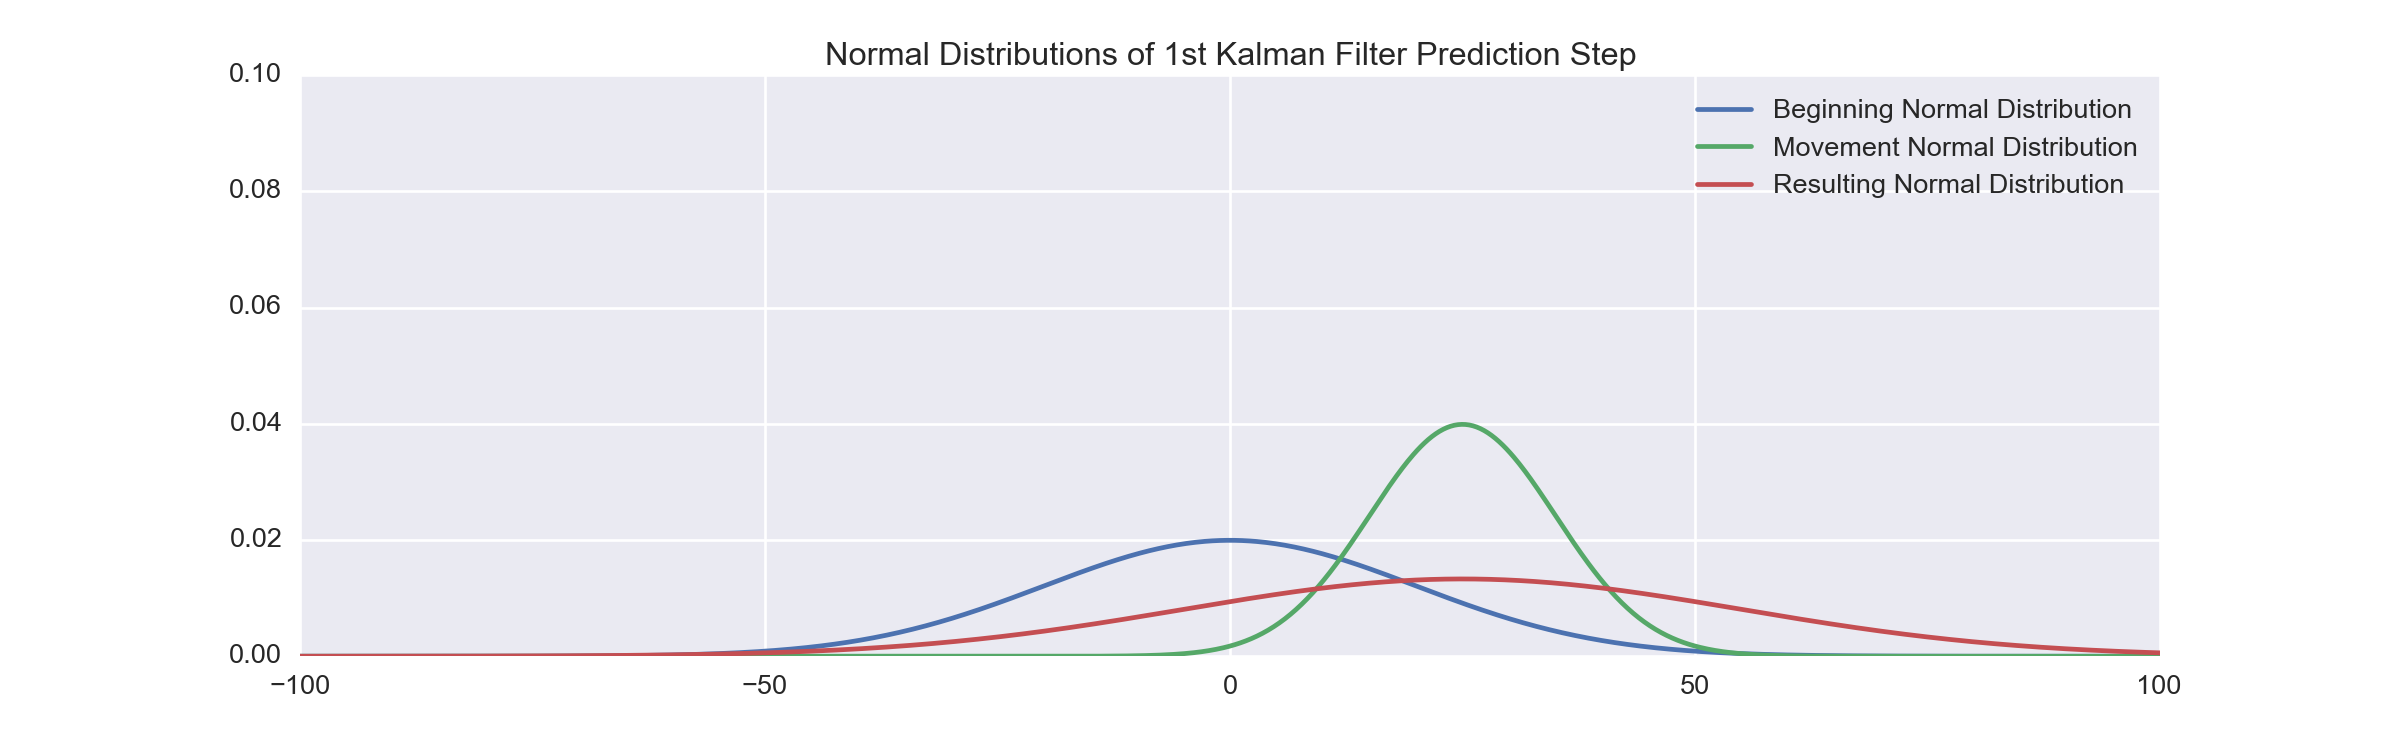 Normal Distributions of 1st Kalman Filter Prediction Step
0.10
0.08
0.06
0.04
0.02
0.00
Beginning Normal Distribution
Movement Normal Distribution
Resulting Normal Distribution
−100 −50 0 50 100